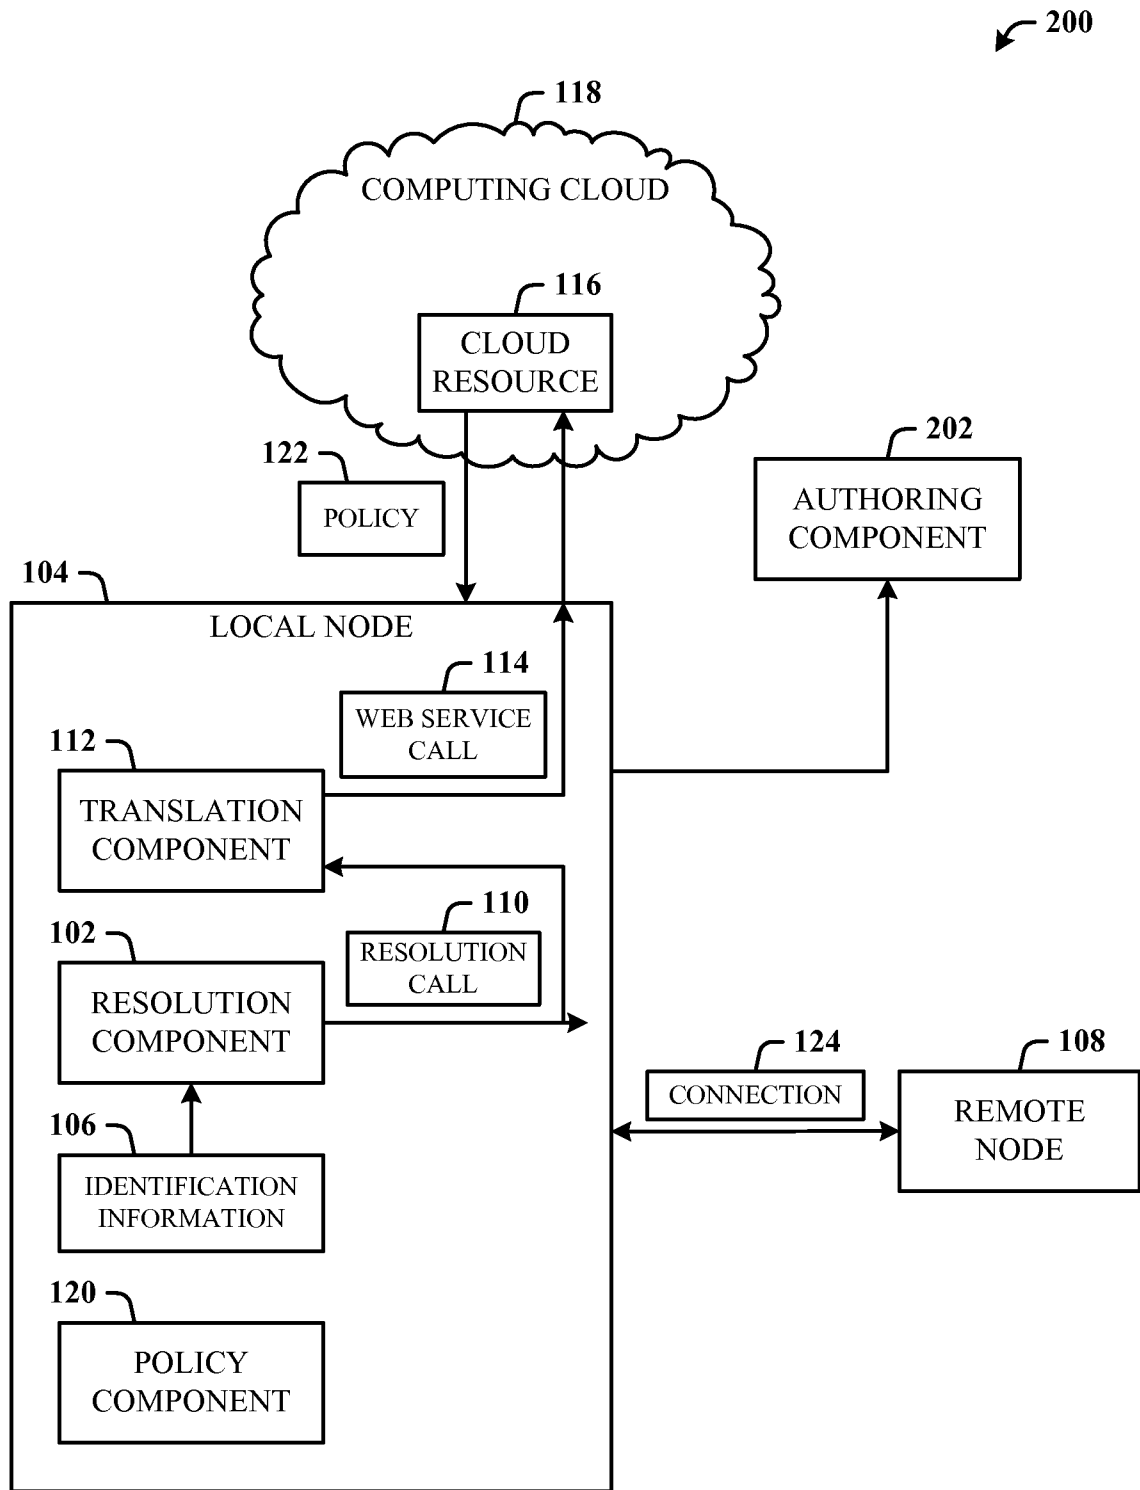 200
118
COMPUTING CLOUD
116
CLOUD
RESOURCE
122
POLICY
202
AUTHORING
COMPONENT
104
LOCAL NODE
114
WEB SERVICE
CALL
112
TRANSLATION
COMPONENT
110
RESOLUTION
CALL
102
RESOLUTION
COMPONENT
124
CONNECTION
108
REMOTE
NODE
106
IDENTIFICATION
INFORMATION
120
POLICY
COMPONENT